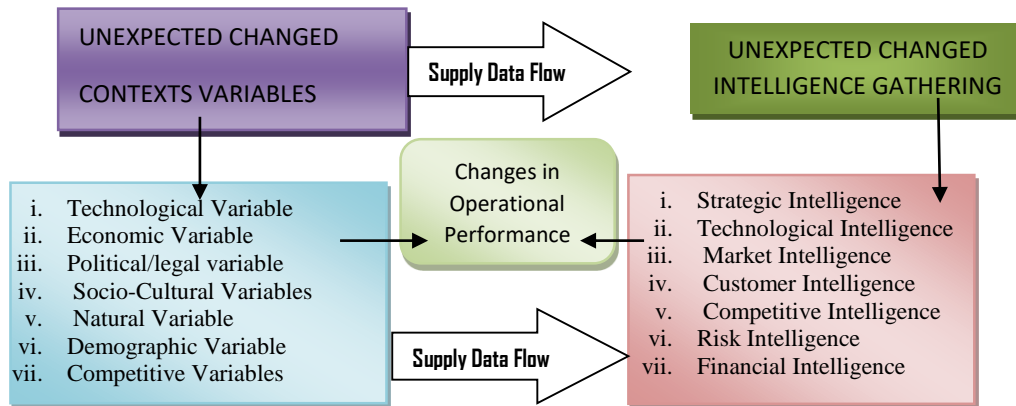 UNEXPECTED CHANGED
CONTEXTS VARIABLES
Supply Data Flow
UNEXPECTED CHANGED
INTELLIGENCE GATHERING
Changes in
Operational
Performance
i. Technological Variable
ii. Economic Variable
iii. Political/legal variable
iv. Socio-Cultural Variables
v. Natural Variable
vi. Demographic Variable
vii. Competitive Variables
Supply Data Flow
i. Strategic Intelligence
ii. Technological Intelligence
iii. Market Intelligence
iv. Customer Intelligence
v. Competitive Intelligence
vi. Risk Intelligence
vii. Financial Intelligence